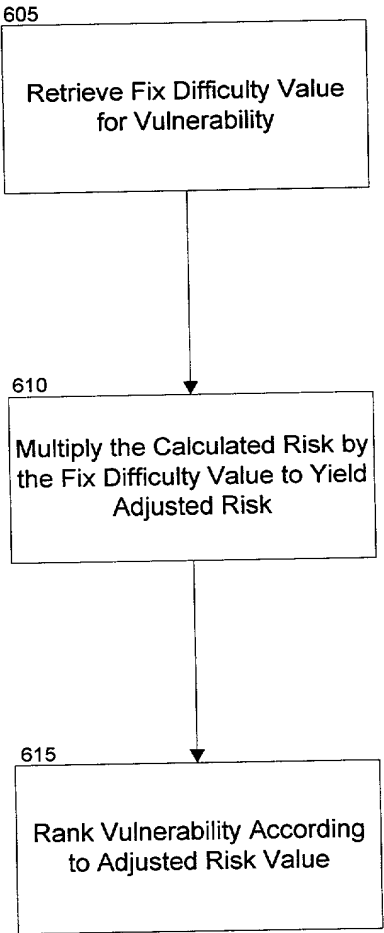 605
Retrieve Fix Difficulty Value
for Vulnerability
610
Multiply the Calculated Risk by
the Fix Difficulty Value to Yield
Adjusted Risk
615
Rank Vulnerability According
to Adjusted Risk Value